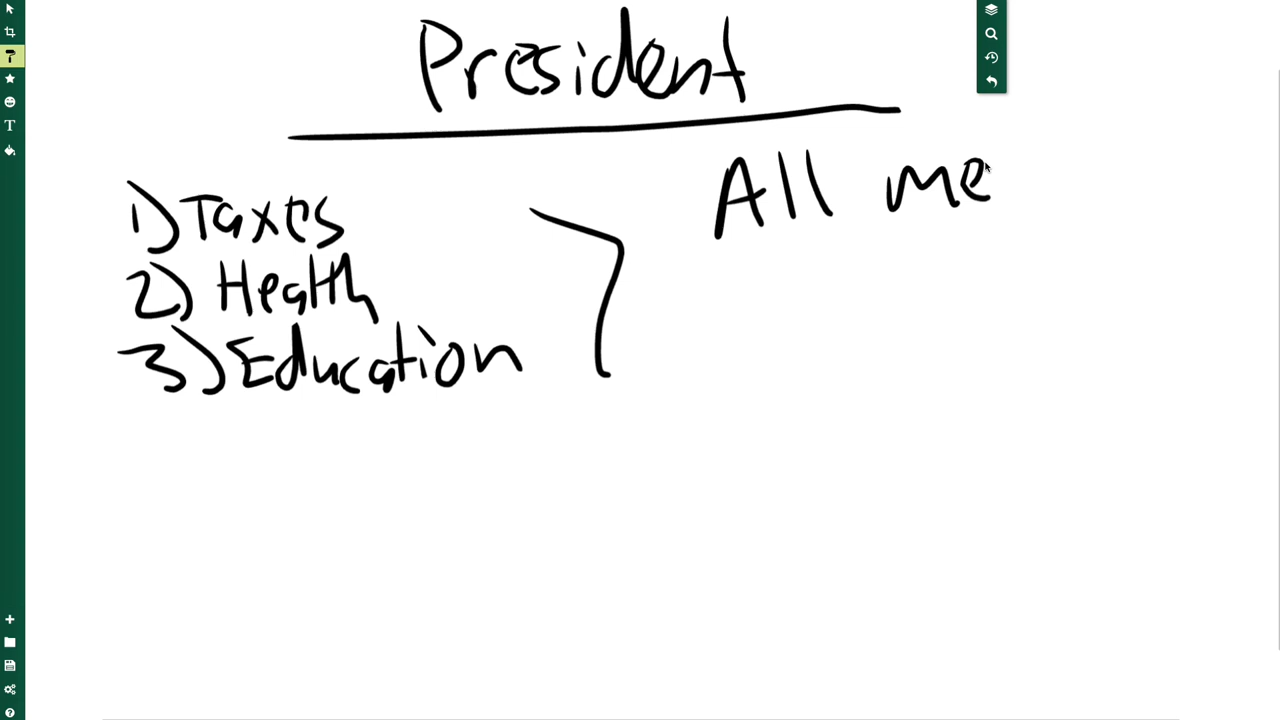 President
All me
1) Taxes
2) Health
3) Education